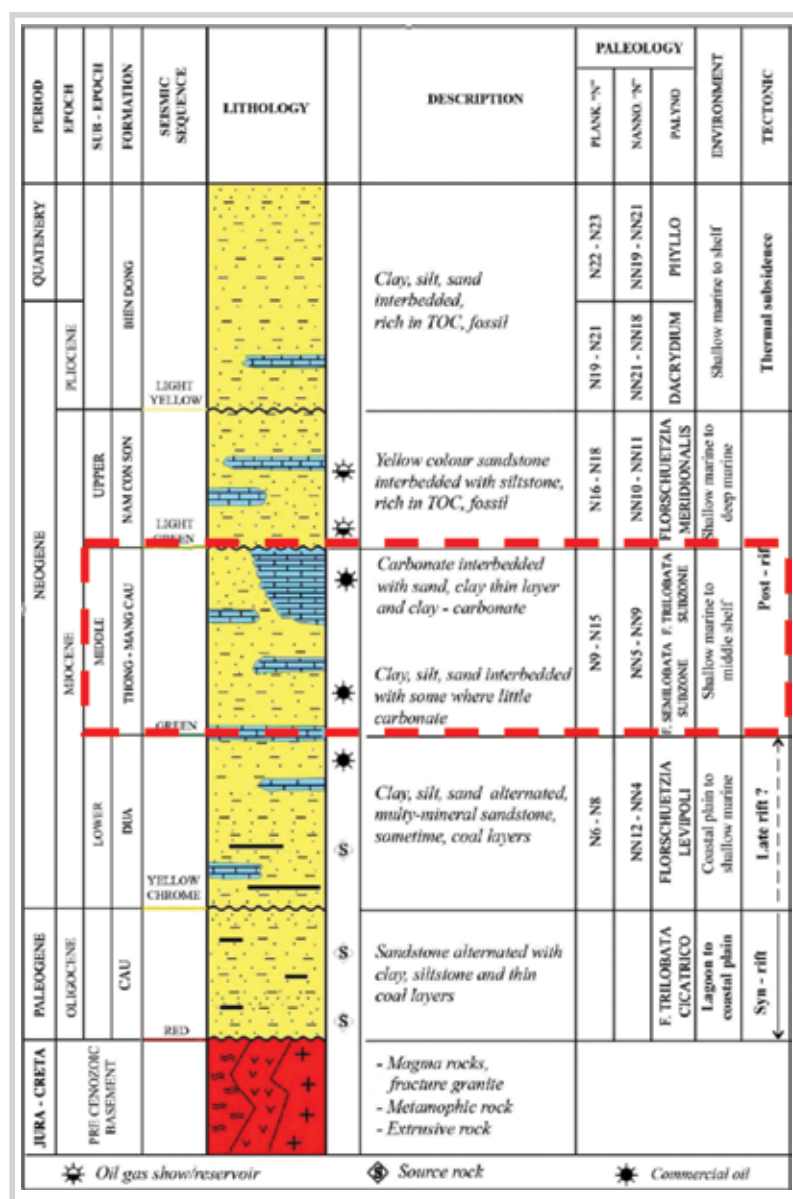 PERIOD
EPOCH
SUB - EPOCH
FORMATION
SEISMIC
SEQUENCE
LITHOLOGY
DESCRIPTION
PALEOLOGY
PLANK. "N"
NANNO. "N"
PALYNO
ENVIRONMENT
TECTONIC
QUATENERY
BIEN DONG
Clay, silt, sand
interbedded,
rich in TOC, fossil
N22 - N23
NN19 - NN21
PHYLLO
Shallow marine to shelf
Thermal subsidence
NEOGENE
PLIOCENE
LIGHT
YELLOW
N19 - N21
NN21 - NN18
DACRYDIUM
MIOCENE
UPPER
NAM CON SON
LIGHT
GREEN
Yellow colour sandstone
interbedded with siltstone,
rich in TOC, fossil
N16 - N18
NN10 - NN11
FLORSCHUETZIA
MERIDIONALIS
Shallow marine to
deep marine
Post - rift
MIDDLE
THONG - MANG CAU
GREEN
Carbonate interbedded
with sand, clay thin layer
and clay - carbonate
Clay, silt, sand interbedded
with some where little
carbonate
N9 - N15
NN5 - NN9
F. TRILOBATA
SUBZONE
F. SEMILOBATA
SUBZONE
Shallow marine to
middle shelf
LOWER
DUA
YELLOW
CHROME
Clay, silt, sand alternated,
multy-mineral sandstone,
sometime, coal layers
S
N6 - N8
NN12 - NN4
FLORSCHUETZIA
LEVIPOLI
Coastal plain to
shallow marine
Late rift ?
PALEOGENE
OLIGOCENE
CAU
RED
Sandstone alternated with
clay, siltstone and thin
coal layers
S
S
F. TRILOBATA
CICATRICO
Lagoon to
coastal plain
Syn - rift
JURA - CRETA
PRE CENOZOIC
BASEMENT
- Magma rocks,
fracture granite
- Metamophic rock
- Extrusive rock
Oil gas show/reservoir
S Source rock
Commercial oil